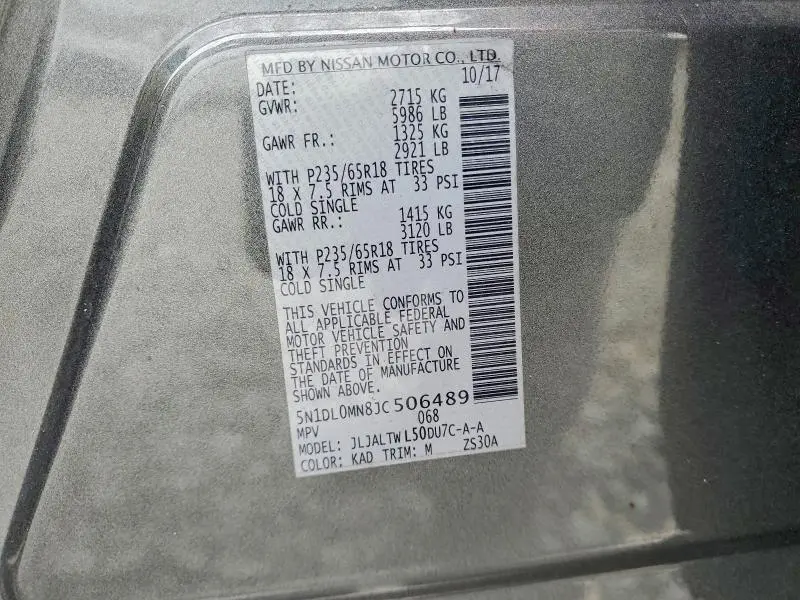 MFD BY NISSAN MOTOR CO., LTD.
DATE: 10/17
GVWR: 2715 KG
5986 LB
GAWR FR.: 1325 KG
2921 LB
WITH P235/65R18 TIRES
18 X 7.5 RIMS AT 33 PSI
COLD SINGLE
GAWR RR.: 1415 KG
3120 LB
WITH P235/65R18 TIRES
18 X 7.5 RIMS AT 33 PSI
COLD SINGLE
THIS VEHICLE CONFORMS TO
ALL APPLICABLE FEDERAL
MOTOR VEHICLE SAFETY AND
THEFT PREVENTION
STANDARDS IN EFFECT ON
THE DATE OF MANUFACTURE
SHOWN ABOVE.
5N1DL0MN8JC506489
MPV 068
MODEL: JLJALTWL50DU7C-A-A
COLOR: KAD TRIM: M ZS30A